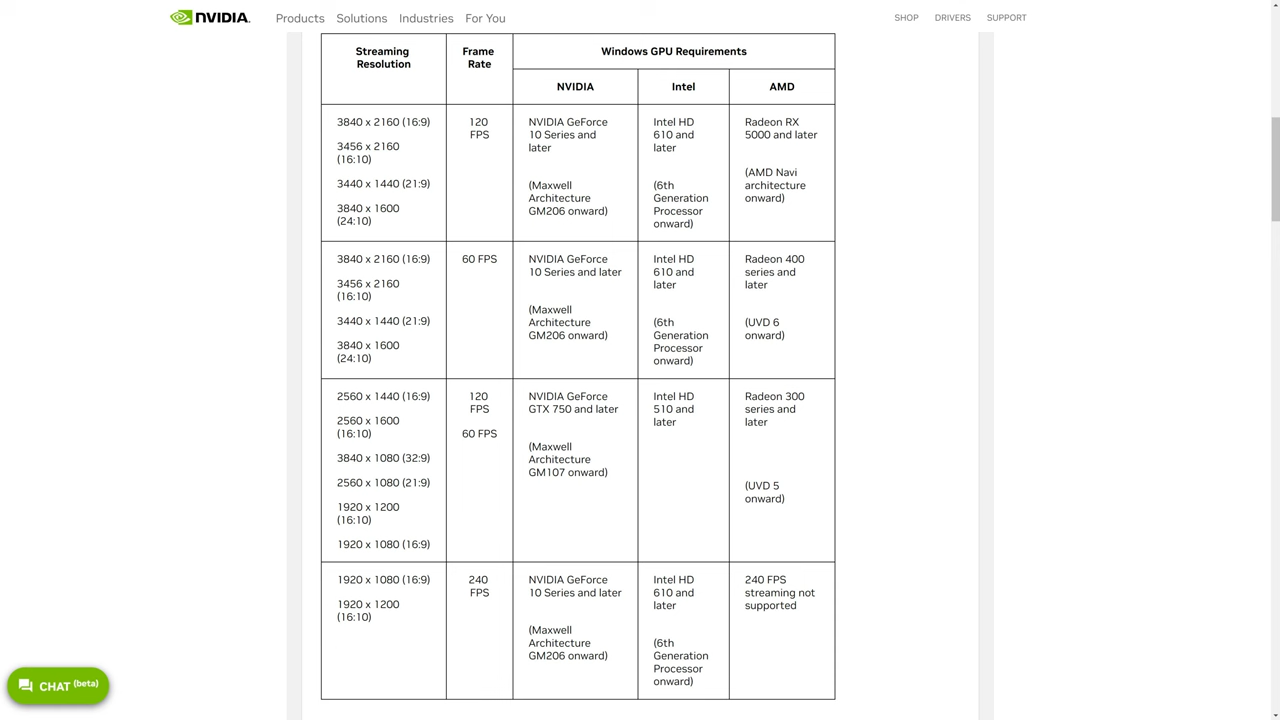 NVIDIA.
Products
Solutions
Industries
For You
SHOP
DRIVERS
SUPPORT
Streaming
Resolution
Frame
Rate
Windows GPU Requirements
NVIDIA
Intel
AMD
3840 x 2160 (16:9)
3456 x 2160
(16:10)
3440 x 1440 (21:9)
3840 x 1600
(24:10)
120
FPS
NVIDIA GeForce
10 Series and
later
(Maxwell
Architecture
GM206 onward)
Intel HD
610 and
later
(6th
Generation
Processor
onward)
Radeon RX
5000 and later
(AMD Navi
architecture
onward)
3840 x 2160 (16:9)
3456 x 2160
(16:10)
3440 x 1440 (21:9)
3840 x 1600
(24:10)
60 FPS
NVIDIA GeForce
10 Series and later
(Maxwell
Architecture
GM206 onward)
Intel HD
610 and
later
(6th
Generation
Processor
onward)
Radeon 400
series and
later
(UVD 6
onward)
2560 x 1440 (16:9)
2560 x 1600
(16:10)
3840 x 1080 (32:9)
2560 x 1080 (21:9)
1920 x 1200
(16:10)
1920 x 1080 (16:9)
120
FPS
60 FPS
NVIDIA GeForce
GTX 750 and later
(Maxwell
Architecture
GM107 onward)
Intel HD
510 and
later
Radeon 300
series and
later
(UVD 5
onward)
1920 x 1080 (16:9)
1920 x 1200
(16:10)
240
FPS
NVIDIA GeForce
10 Series and later
(Maxwell
Architecture
GM206 onward)
Intel HD
610 and
later
(6th
Generation
Processor
onward)
240 FPS
streaming not
supported
CHAT (beta)